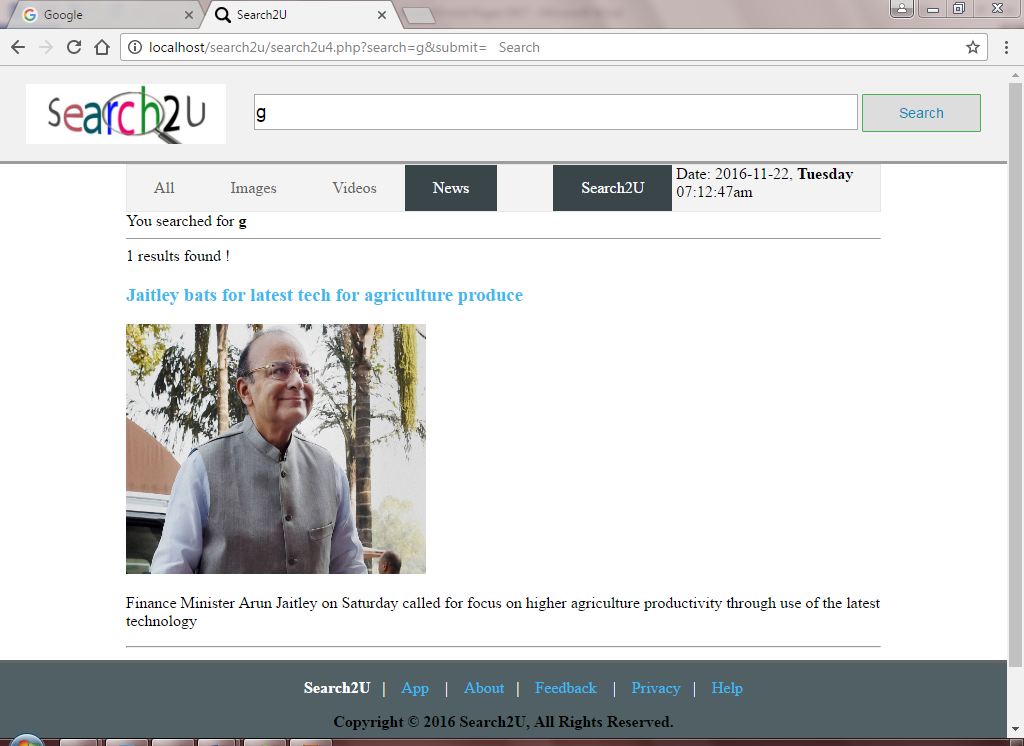 Google
Search2U
localhost/search2u/search2u4.php?search=g&submit= Search
Search2U
g
Search
All Images Videos News Search2U
Date: 2016-11-22, Tuesday
07:12:47am
You searched for g
1 results found !
Jaitley bats for latest tech for agriculture produce
Finance Minister Arun Jaitley on Saturday called for focus on higher agriculture productivity through use of the latest
technology
Search2U | App | About | Feedback | Privacy | Help
Copyright © 2016 Search2U, All Rights Reserved.